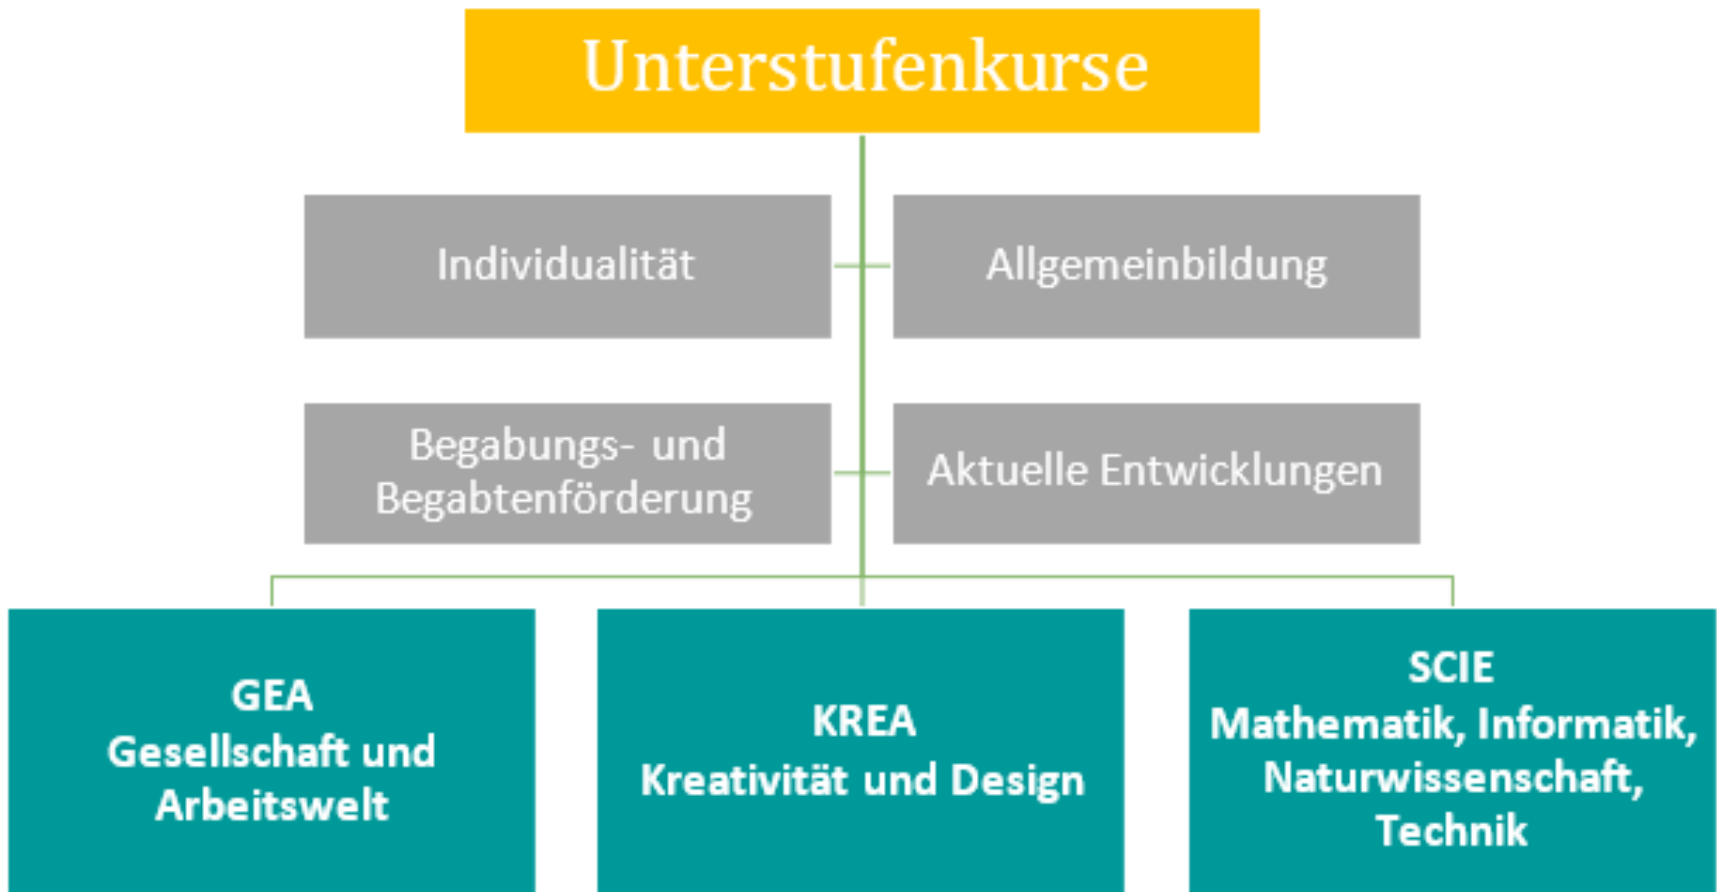 Unterstufenkurse
Individualität
Allgemeinbildung
Begabungs- und
Begabtenförderung
Aktuelle Entwicklungen
GEA
Gesellschaft und
Arbeitswelt
KREA
Kreativität und Design
SCIE
Mathematik, Informatik,
Naturwissenschaft,
Technik